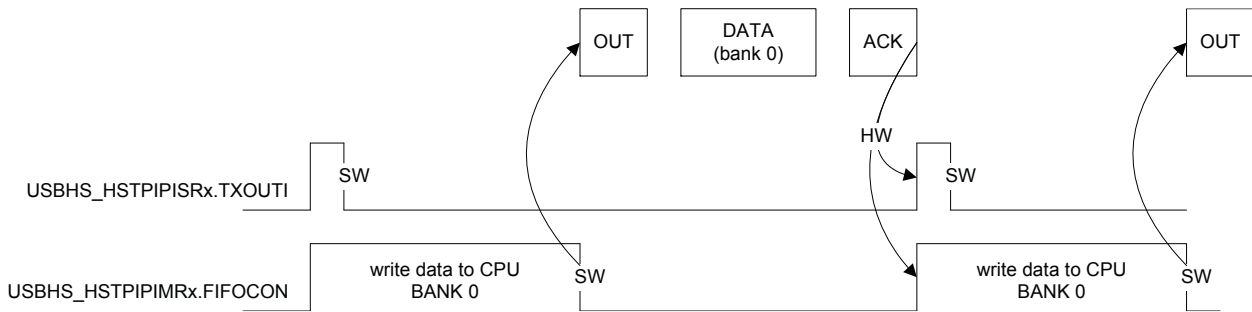 OUT
DATA
(bank 0)
ACK
OUT
HW
USBHS_HSTPIPISRx.TXOUTI
SW
SW
USBHS_HSTPIPIMRx.FIFOCON
write data to CPU
BANK 0
SW
write data to CPU
BANK 0
SW